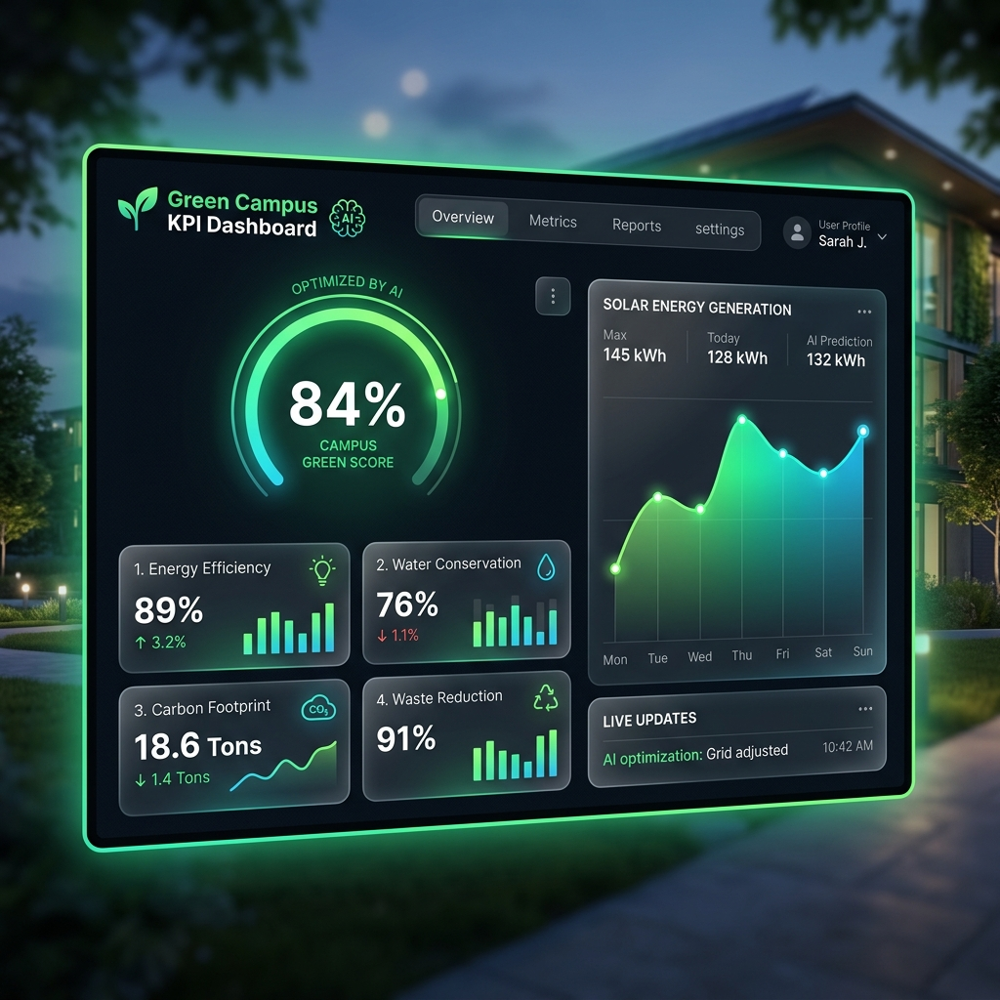 Green Campus
KPI Dashboard
AI
Overview
Metrics
Reports
settings
User Profile
Sarah J.
OPTIMIZED BY AI
84%
CAMPUS
GREEN SCORE
SOLAR ENERGY GENERATION
Max
145 kWh
Today
128 kWh
AI Prediction
132 kWh
Mon Tue Wed Thu Fri Sat Sun
1. Energy Efficiency
89%
↑ 3.2%
2. Water Conservation
76%
↓ 1.1%
3. Carbon Footprint
18.6 Tons
↓ 1.4 Tons
4. Waste Reduction
91%
LIVE UPDATES
AI optimization: Grid adjusted
10:42 AM